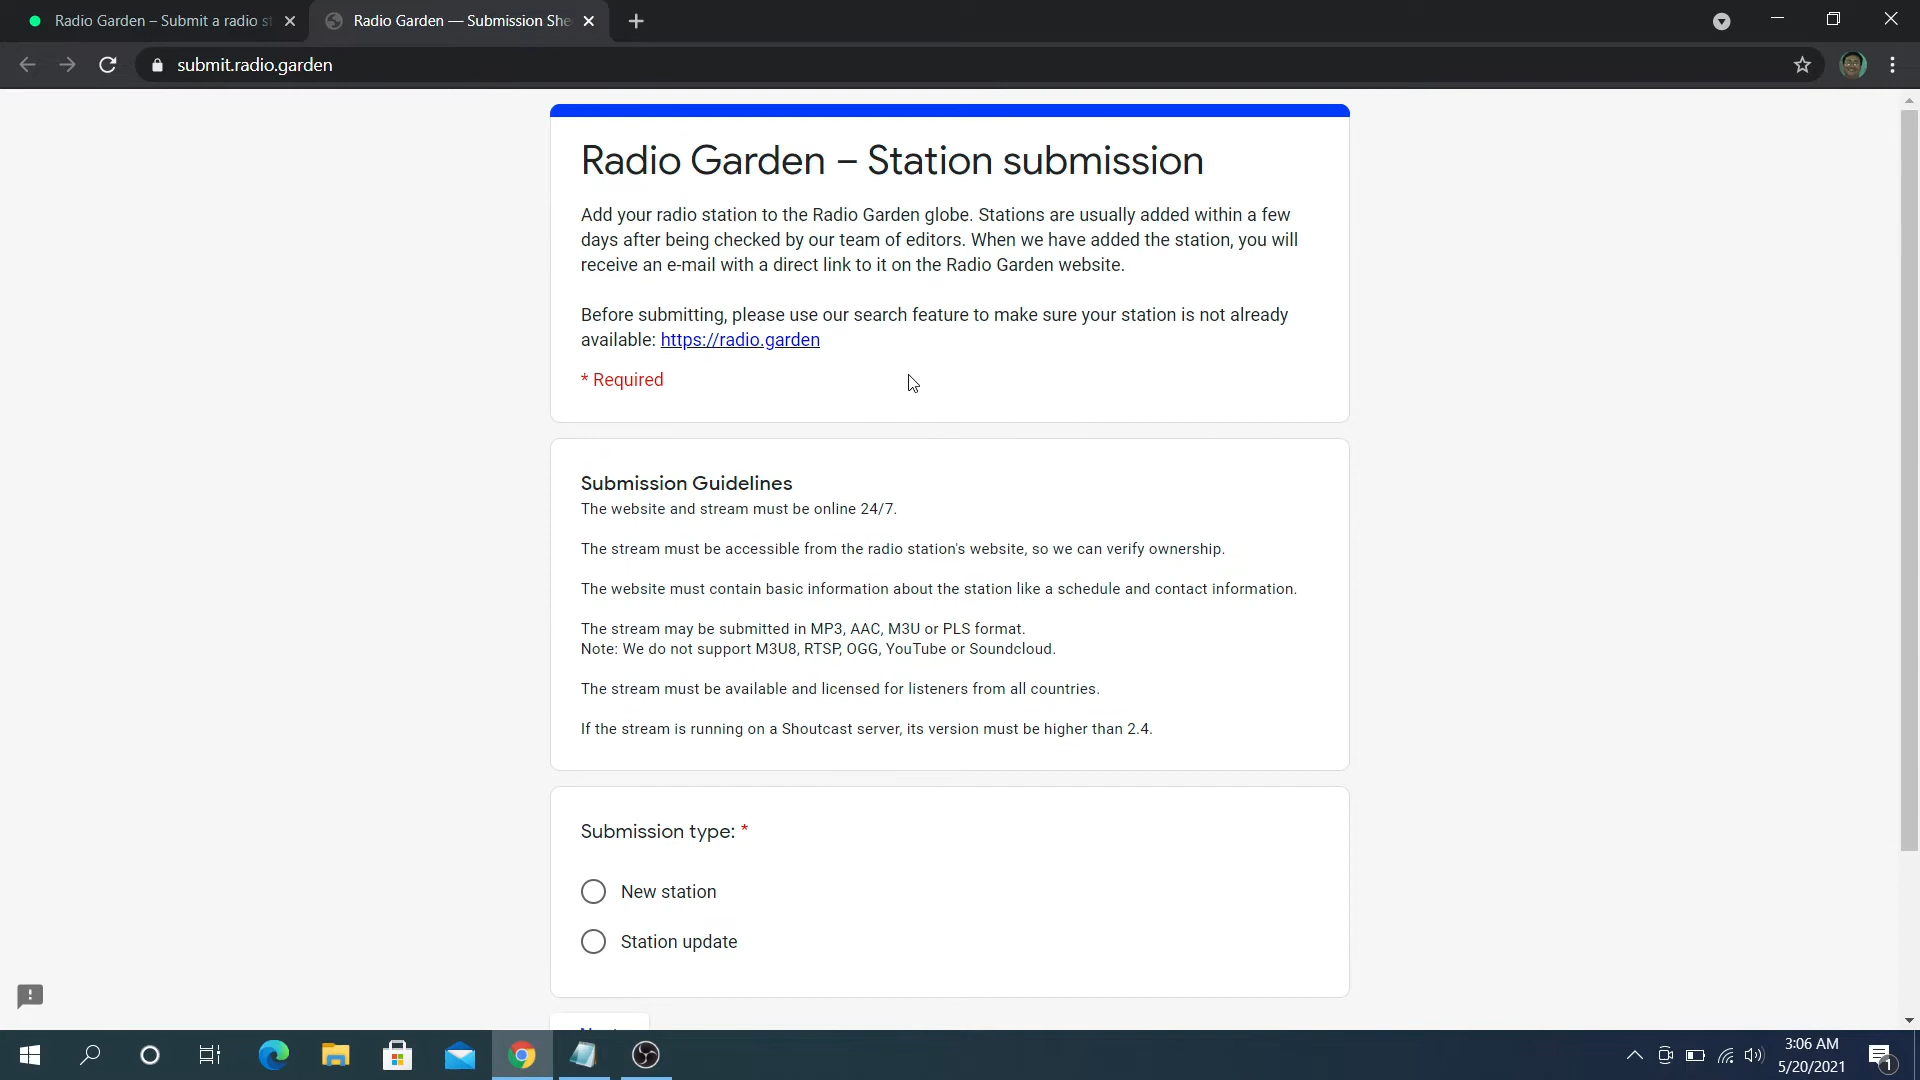 Radio Garden – Submit a radio s
Radio Garden — Submission She
submit.radio.garden
Radio Garden – Station submission
Add your radio station to the Radio Garden globe. Stations are usually added within a few
days after being checked by our team of editors. When we have added the station, you will
receive an e-mail with a direct link to it on the Radio Garden website.
Before submitting, please use our search feature to make sure your station is not already
available: https://radio.garden
* Required
Submission Guidelines
The website and stream must be online 24/7.
The stream must be accessible from the radio station's website, so we can verify ownership.
The website must contain basic information about the station like a schedule and contact information.
The stream may be submitted in MP3, AAC, M3U or PLS format.
Note: We do not support M3U8, RTSP, OGG, YouTube or Soundcloud.
The stream must be available and licensed for listeners from all countries.
If the stream is running on a Shoutcast server, its version must be higher than 2.4.
Submission type: *
New station
Station update
3:06 AM
5/20/2021
1